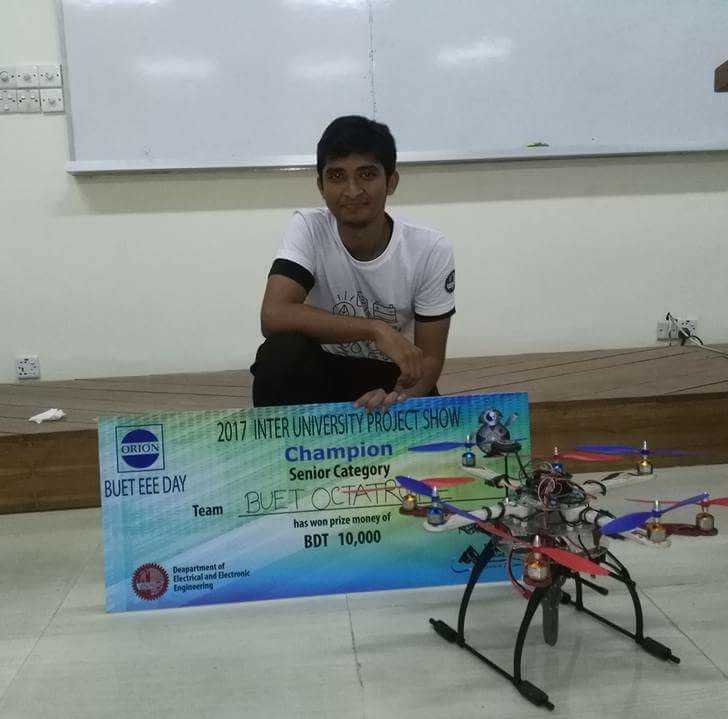 2017 INTER UNIVERSITY PROJECT SHOW
Champion
Senior Category
Team BUET
has won prize money of
BDT 10,000
ORION
BUET EEE DAY
Deapartment of
Electrical and Electronic
Engineering